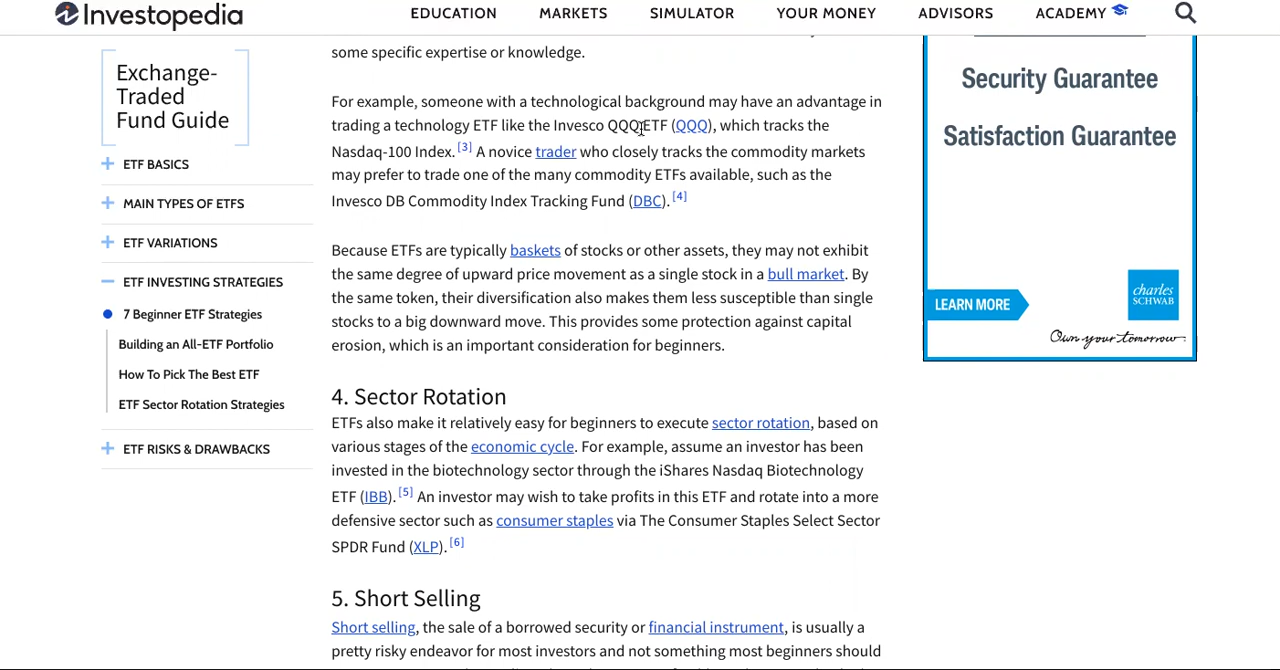 Investopedia
EDUCATION MARKETS SIMULATOR YOUR MONEY ADVISORS ACADEMY
Exchange-
Traded
Fund Guide
ETF BASICS
MAIN TYPES OF ETFS
ETF VARIATIONS
ETF INVESTING STRATEGIES
7 Beginner ETF Strategies
Building an All-ETF Portfolio
How To Pick The Best ETF
ETF Sector Rotation Strategies
ETF RISKS & DRAWBACKS
some specific expertise or knowledge.
For example, someone with a technological background may have an advantage in
trading a technology ETF like the Invesco QQQ ETF (QQQ), which tracks the
Nasdaq-100 Index. [3] A novice trader who closely tracks the commodity markets
may prefer to trade one of the many commodity ETFs available, such as the
Invesco DB Commodity Index Tracking Fund (DBC). [4]
Because ETFs are typically baskets of stocks or other assets, they may not exhibit
the same degree of upward price movement as a single stock in a bull market. By
the same token, their diversification also makes them less susceptible than single
stocks to a big downward move. This provides some protection against capital
erosion, which is an important consideration for beginners.
4. Sector Rotation
ETFs also make it relatively easy for beginners to execute sector rotation, based on
various stages of the economic cycle. For example, assume an investor has been
invested in the biotechnology sector through the iShares Nasdaq Biotechnology
ETF (IBB). [5] An investor may wish to take profits in this ETF and rotate into a more
defensive sector such as consumer staples via The Consumer Staples Select Sector
SPDR Fund (XLP). [6]
5. Short Selling
Short selling, the sale of a borrowed security or financial instrument, is usually a
pretty risky endeavor for most investors and not something most beginners should
Security Guarantee
Satisfaction Guarantee
LEARN MORE
charles
SCHWAB
Own your tomorrow